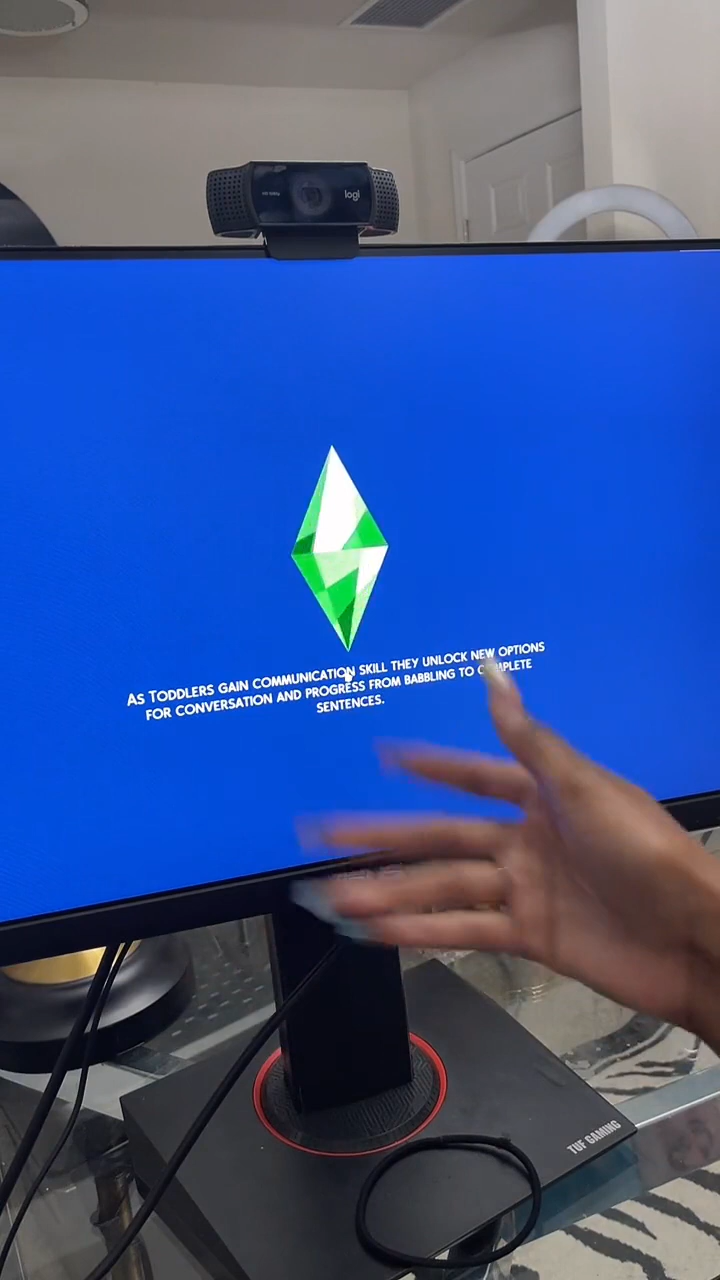 logi
AS TODDLERS GAIN COMMUNICATION SKILL THEY UNLOCK NEW OPTIONS
FOR CONVERSATION AND PROGRESS FROM BABBLING TO COMPLETE
SENTENCES.
TUF GAMING